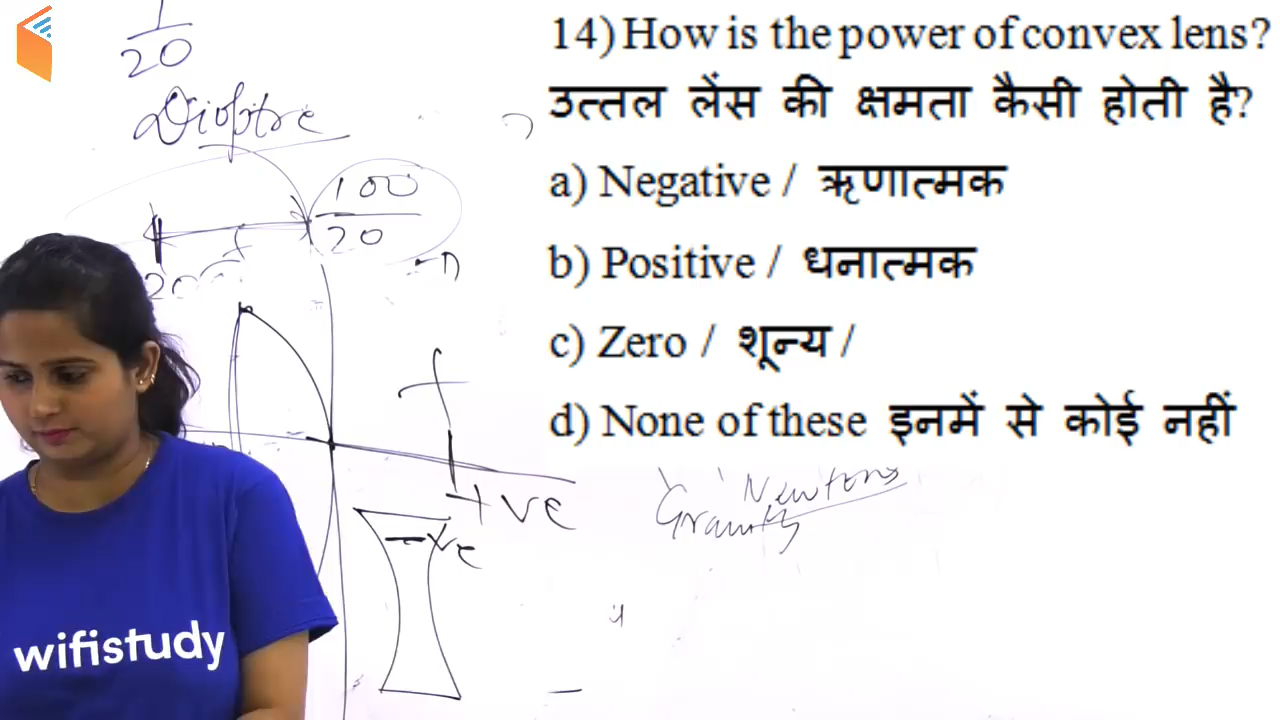 1
20
Dioptre
100
20
f
+ve
-ve
wifistudy
14) How is the power of convex lens?
उत्तल लेंस की क्षमता कैसी होती है?
a) Negative / ऋणात्मक
b) Positive / धनात्मक
c) Zero / शून्य /
d) None of these इनमें से कोई नहीं
Newtons
Gravity